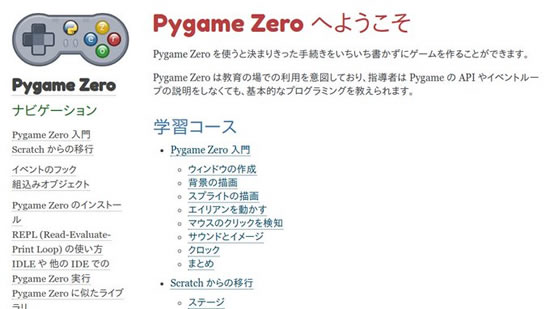 Pygame Zero
ナビゲーション
Pygame Zero 入門
Scratch からの移行
イベントのフック
組込みオブジェクト
Pygame Zero のインストー
ル
REPL (Read-Evaluate-
Print Loop) の使い方
IDLE や 他の IDE での
Pygame Zero 実行
Pygame Zero に似たライブ
ラリ
Pygame Zero へようこそ
Pygame Zero を使うと決まりきった手続きをいちいち書かずにゲームを作ることができます。
Pygame Zero は教育の場での利用を意図しており、指導者は Pygame の API やイベントルー
プの説明をしなくても、基本的なプログラミングを教えられます。
学習コース
Pygame Zero 入門
ウィンドウの作成
背景の描画
スプライトの描画
エイリアンを動かす
マウスのクリックを検知
サウンドとイメージ
クロック
まとめ
Scratch からの移行
ステージ